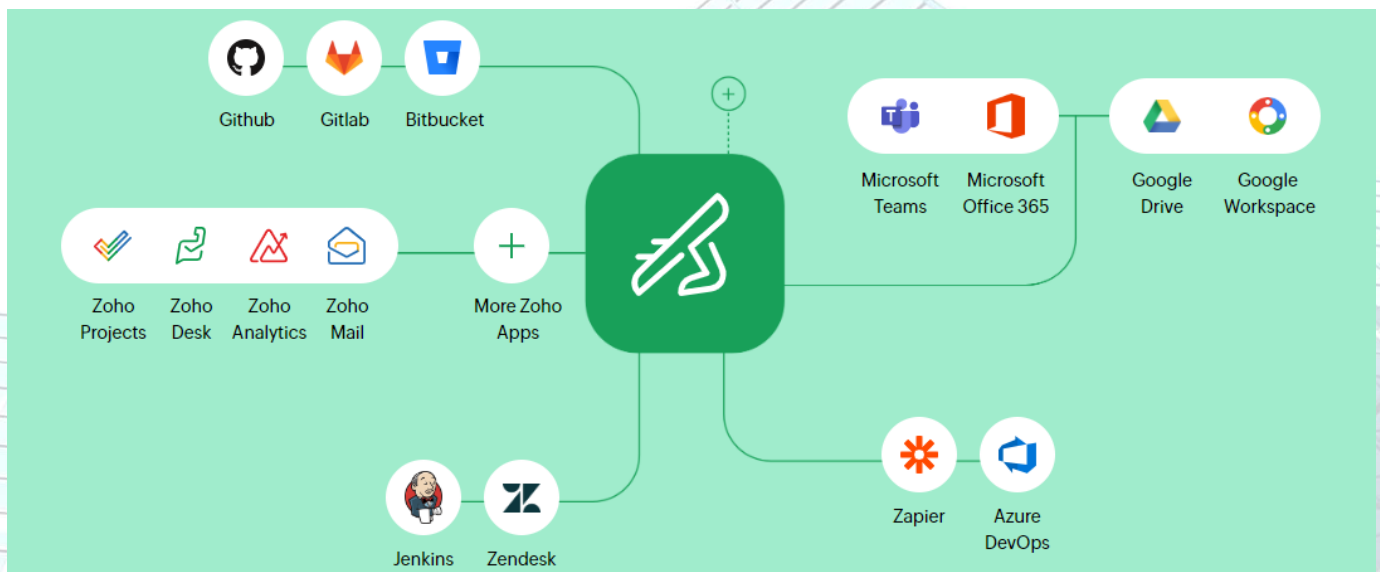 Github
Gitlab
Bitbucket
Microsoft
Teams
Microsoft
Office 365
Google
Drive
Google
Workspace
Zoho
Projects
Zoho
Desk
Zoho
Analytics
Zoho
Mail
More Zoho
Apps
Zapier
Azure
DevOps
Jenkins
Zendesk